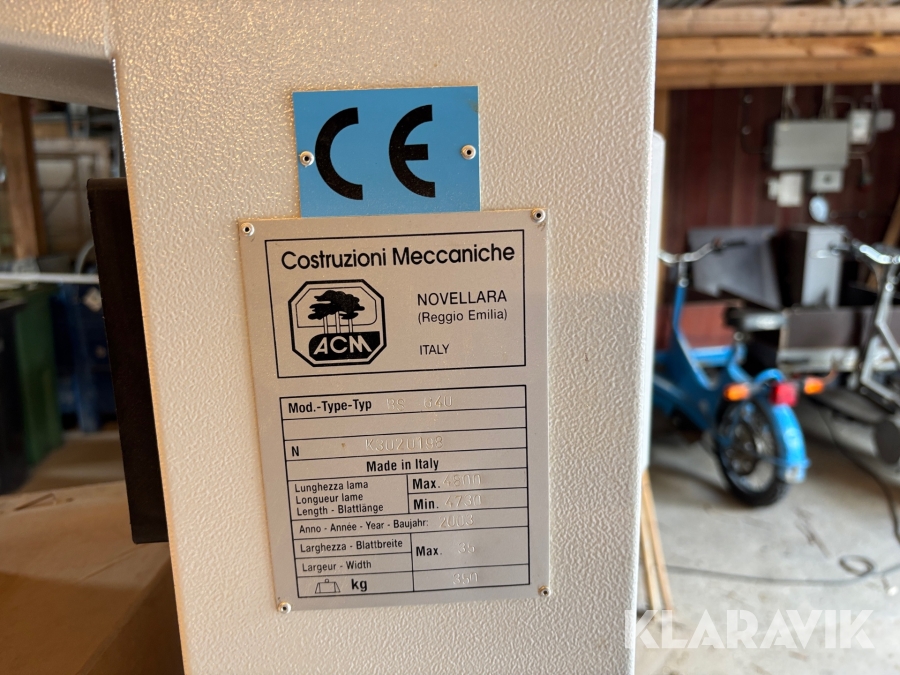 CE
Costruzioni Meccaniche
ACM
NOVELLARA
(Reggio Emilia)
ITALY
Mod.-Type-Typ 640
N K3020198
Made in Italy
Lunghezza lama
Longueur lame
Length - Blattlänge
Max. 4800
Min. 4730
Anno - Année - Year - Baujahr: 2003
Larghezza - Blattbreite
Largeur - Width
Max. 35
kg 350
KLARAVIK